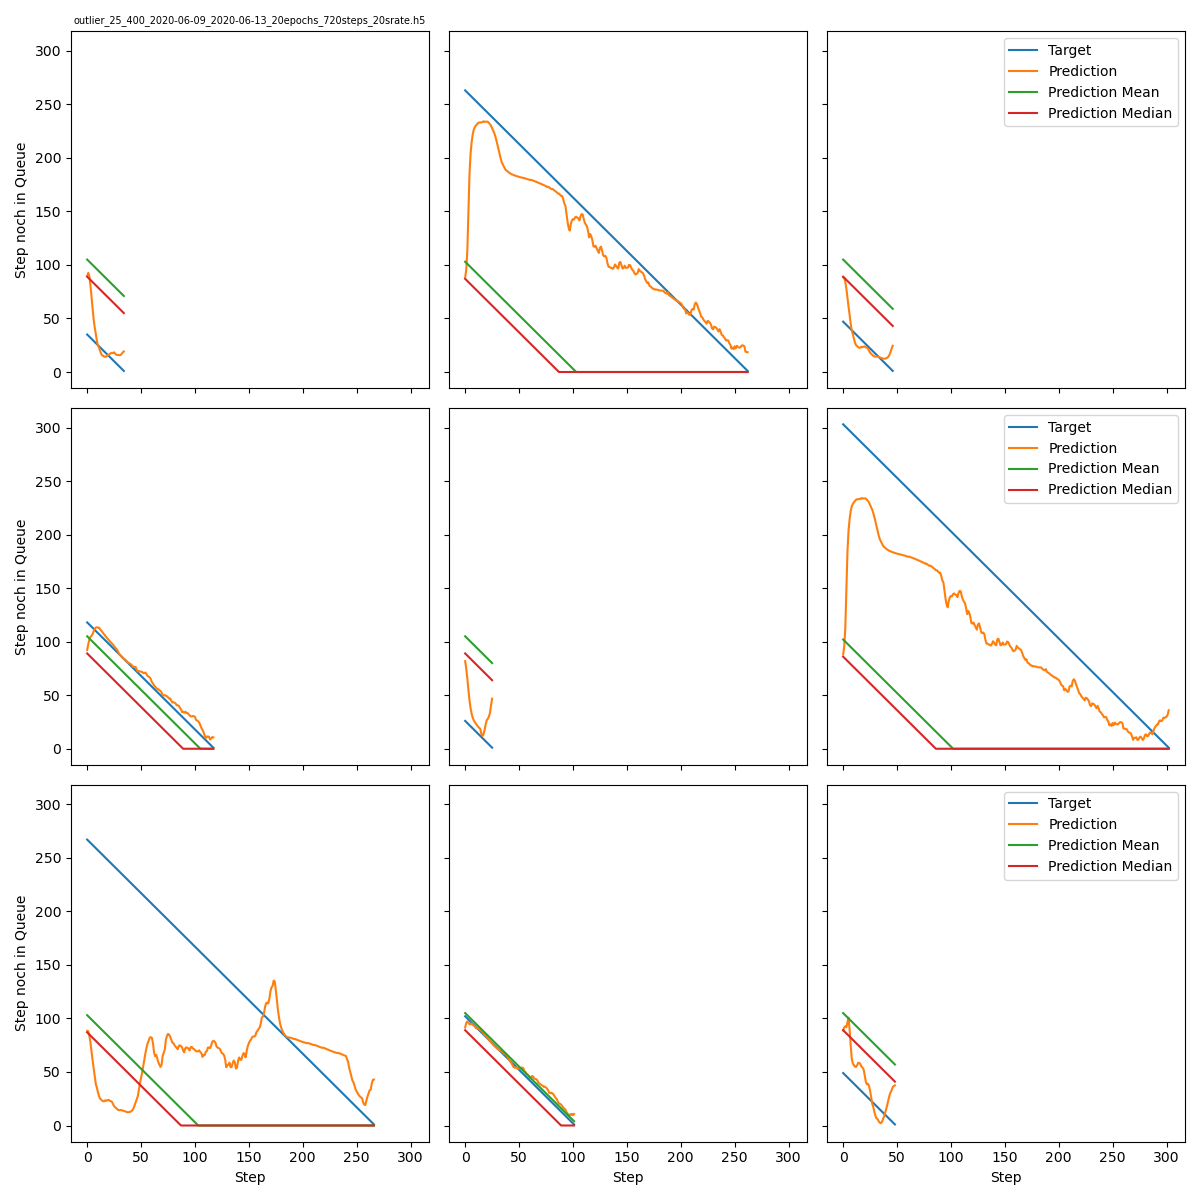 outlier_25_400_2020-06-09_2020-06-13_20epochs_720steps_20srate.h5
Step noch in Queue
300
250
200
150
100
50
0
Target
Prediction
Prediction Mean
Prediction Median
Step noch in Queue
300
250
200
150
100
50
0
Target
Prediction
Prediction Mean
Prediction Median
Step noch in Queue
300
250
200
150
100
50
0
Target
Prediction
Prediction Mean
Prediction Median
0 50 100 150 200 250 300
0 50 100 150 200 250 300
0 50 100 150 200 250 300
Step
Step
Step